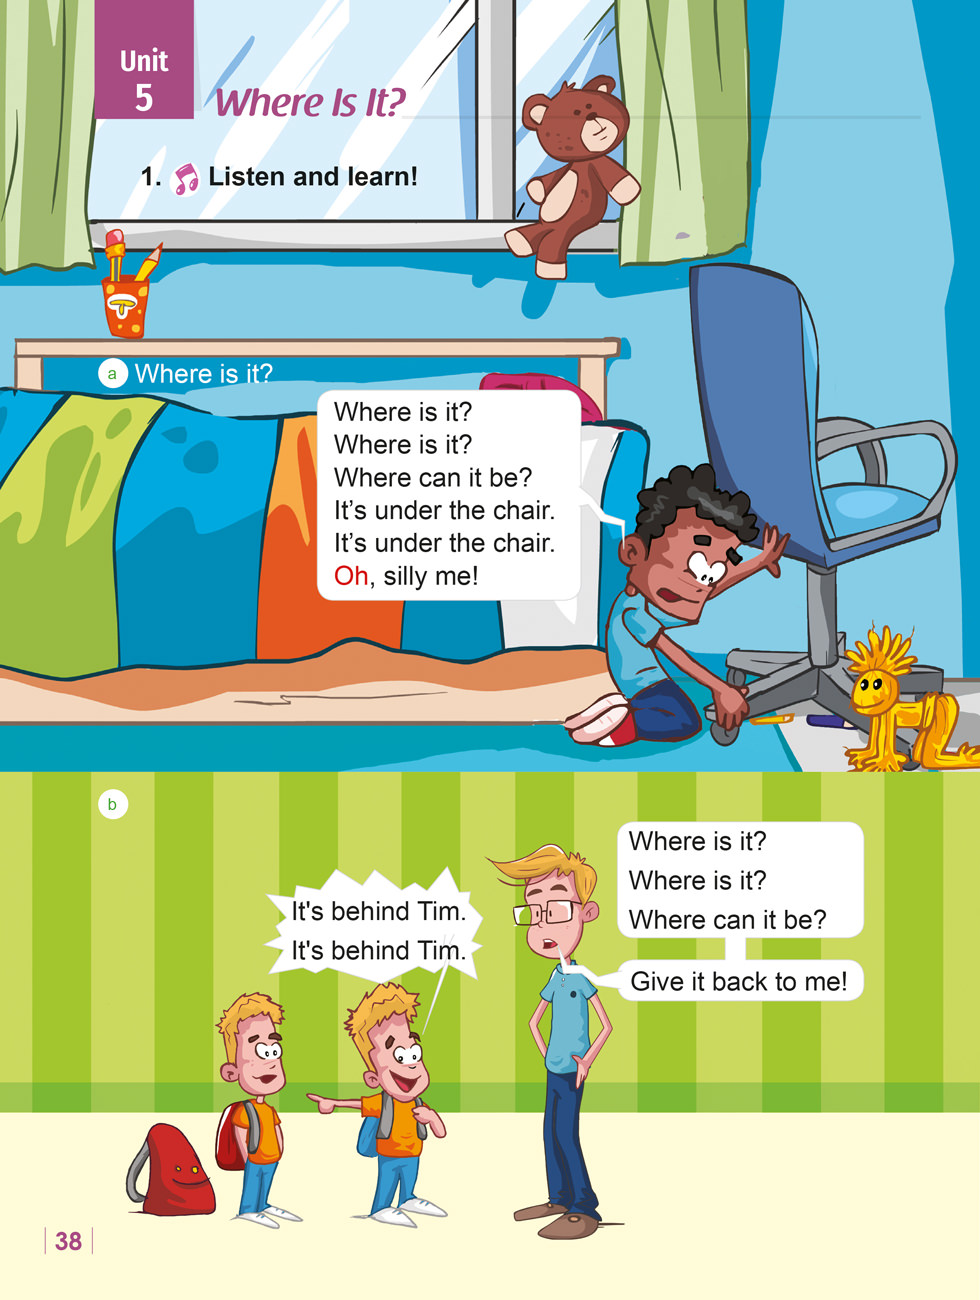 Unit
5
Where Is It?
1. Listen and learn!
a Where is it?
Where is it?
Where is it?
Where can it be?
It’s under the chair.
It’s under the chair.
Oh, silly me!
b
It's behind Tim.
It's behind Tim.
Where is it?
Where is it?
Where can it be?
Give it back to me!
38